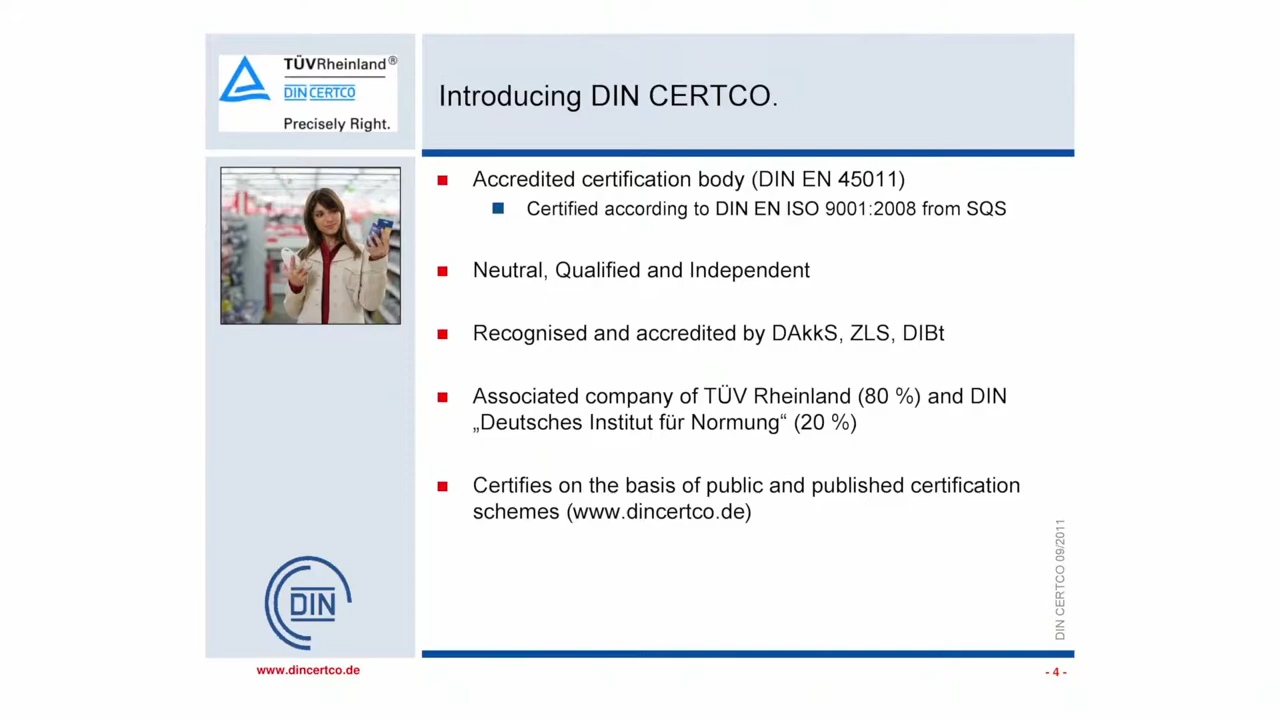 TÜVRheinland®
DIN CERTCO
Precisely Right.
Introducing DIN CERTCO.
Accredited certification body (DIN EN 45011)
Certified according to DIN EN ISO 9001:2008 from SQS
Neutral, Qualified and Independent
Recognised and accredited by DAkkS, ZLS, DIBt
Associated company of TÜV Rheinland (80 %) and DIN
„Deutsches Institut für Normung“ (20 %)
Certifies on the basis of public and published certification
schemes (www.dincertco.de)
DIN CERTCO 09/2011
DIN
www.dincertco.de
- 4 -